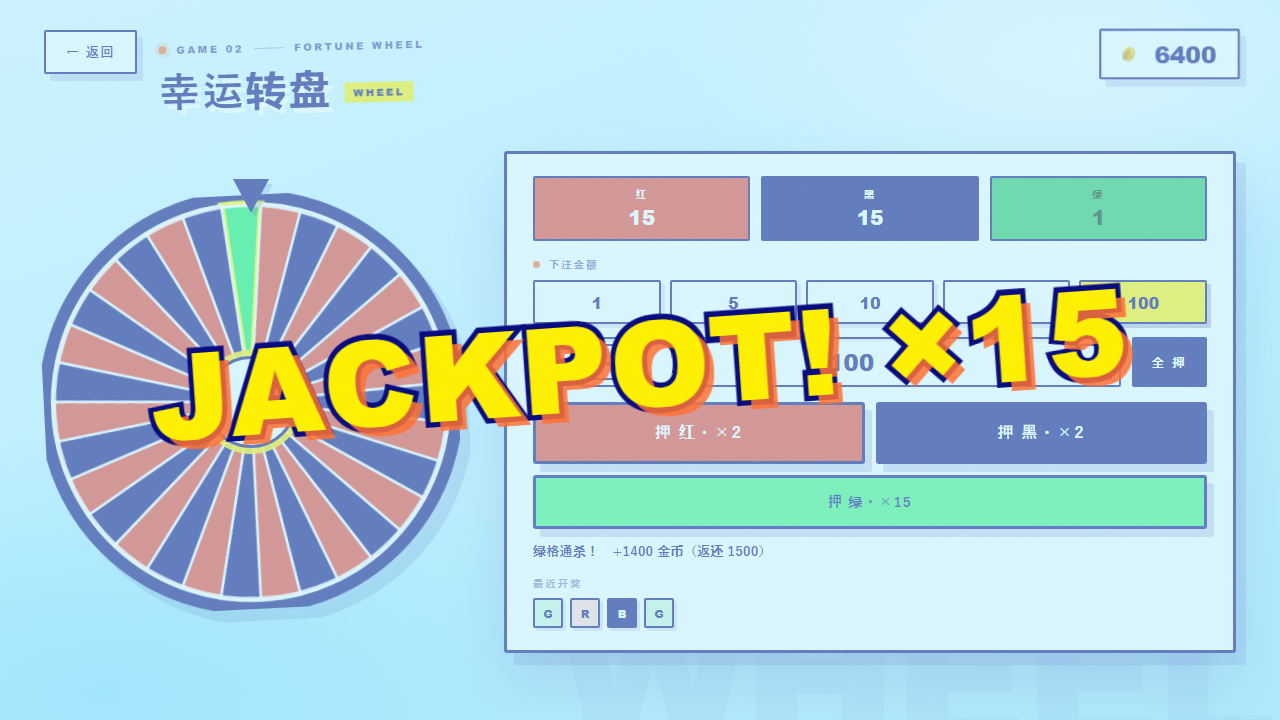 ← 返回
GAME 02 FORTUNE WHEEL
6400
幸运转盘
WHEEL
红
15
黑
15
绿
1
下注金额
1
5
10
100
100
全 押
JACKPOT! ×15
押 红 · ×2
押 黑 · ×2
押 绿 · ×15
绿格通杀！ +1400 金币（返还 1500）
最近开奖
G
R
B
G
WHEEL